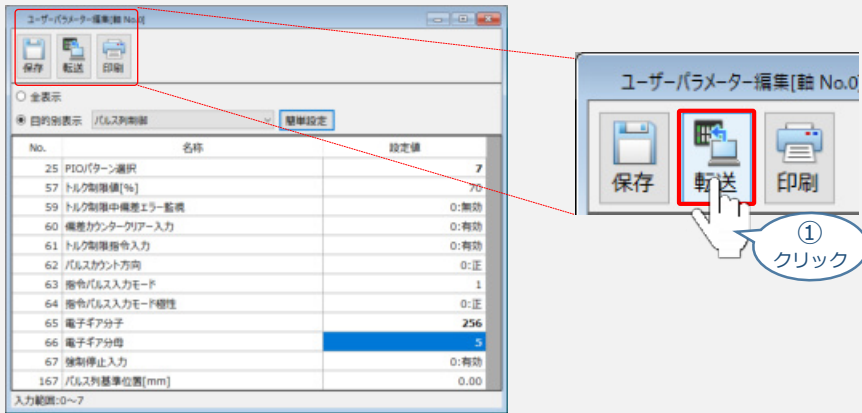 ユーザーパラメーター編集[軸 No.0]
保存 転送 印刷
全表示
目的別表示 パルス列制御 簡単設定
No. 名称 設定値
25 PIOパターン選択 7
57 トルク制限値[%] 70
59 トルク制限中偏差エラー監視 0:無効
60 偏差カウンタークリアー入力 0:有効
61 トルク制限指令入力 0:有効
62 パルスカウント方向 0:正
63 指令パルス入力モード 1
64 指令パルス入力モード極性 0:正
65 電子ギア分子 256
66 電子ギア分母 5
67 強制停止入力 0:有効
167 パルス列基準位置[mm] 0.00
入力範囲:0～7
ユーザーパラメーター編集[軸 No.0
保存 転送 印刷
①
クリック